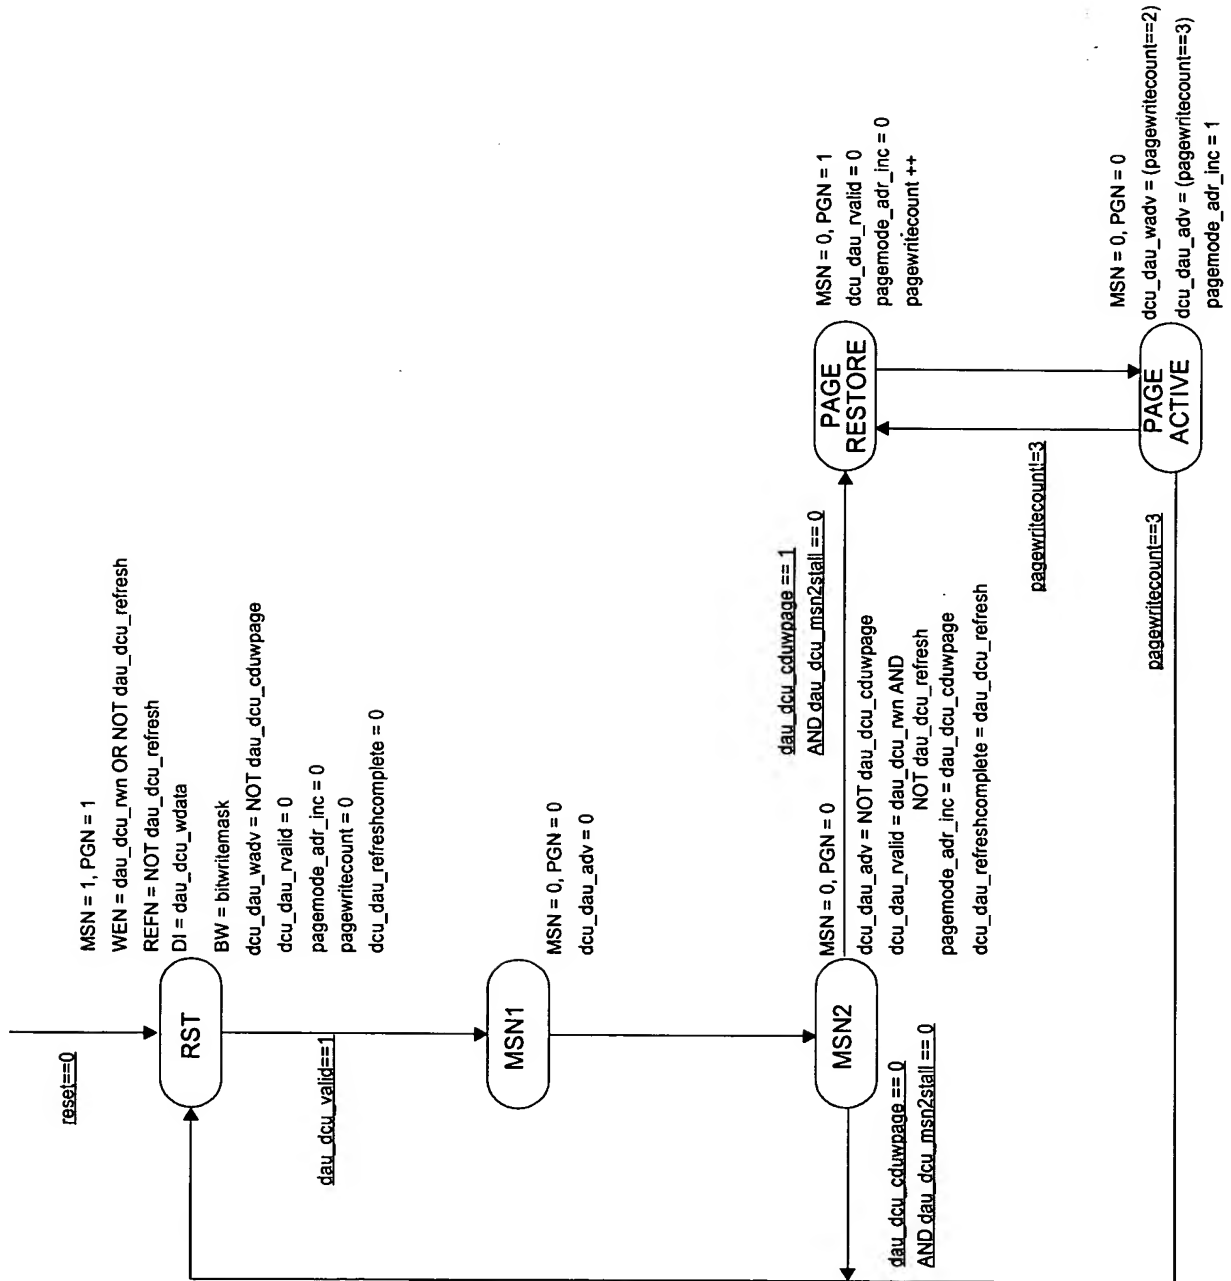 reset==0
RST
MSN = 1, PGN = 1
WEN = dau_dcu_rwn OR NOT dau_dcu_refresh
REFN = NOT dau_dcu_refresh
DI = dau_dcu_wdata
BW = bitwritemask
dcu_dau_wadv = NOT dau_dcu_cduwpage
dcu_dau_rvalid = 0
pagemode_adr_inc = 0
pagewritecount = 0
dcu_dau_refreshcomplete = 0
dau_dcu_valid==1
MSN1
MSN = 0, PGN = 0
dcu_dau_adv = 0
MSN2
MSN = 0, PGN = 0
dcu_dau_adv = NOT dau_dcu_cduwpage
dcu_dau_rvalid = dau_dcu_rwn AND
NOT dau_dcu_refresh
pagemode_adr_inc = dau_dcu_cduwpage
dcu_dau_refreshcomplete = dau_dcu_refresh
dau_dcu_cduwpage == 0
AND dau_dcu_msn2stall == 0
dau_dcu_cduwpage == 1
AND dau_dcu_msn2stall == 0
PAGE
RESTORE
MSN = 0, PGN = 1
dcu_dau_rvalid = 0
pagemode_adr_inc = 0
pagewritecount ++
pagewritecount!=3
pagewritecount==3
PAGE
ACTIVE
MSN = 0, PGN = 0
dcu_dau_wadv = (pagewritecount==2)
dcu_dau_adv = (pagewritecount==3)
pagemode_adr_inc = 1